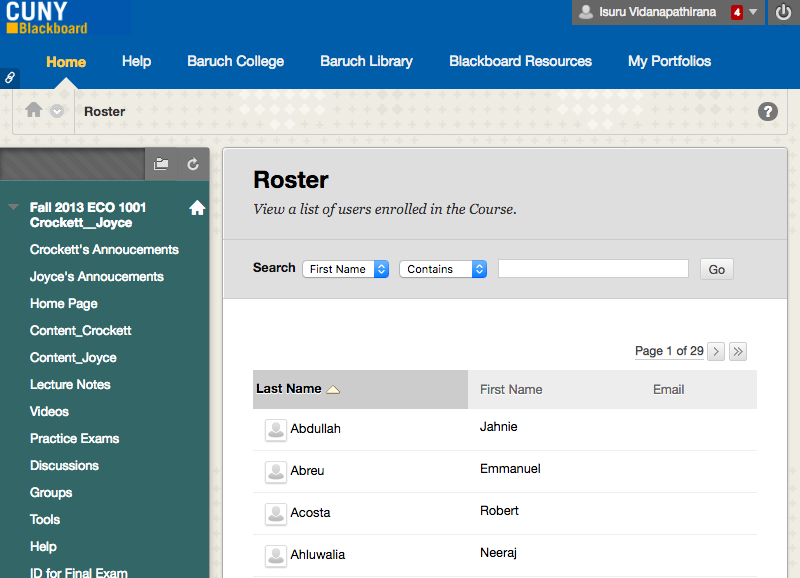 CUNY
Blackboard
Isuru Vidanapathirana 4
Home Help Baruch College Baruch Library Blackboard Resources My Portfolios
Roster
?
Fall 2013 ECO 1001
Crockett__Joyce
Crockett's Annoucements
Joyce's Annoucements
Home Page
Content_Crockett
Content_Joyce
Lecture Notes
Videos
Practice Exams
Discussions
Groups
Tools
Help
ID for Final Exam
Roster
View a list of users enrolled in the Course.
Search First Name Contains Go
Page 1 of 29 > >>
Last Name First Name Email
Abdullah Jahnie
Abreu Emmanuel
Acosta Robert
Ahluwalia Neeraj